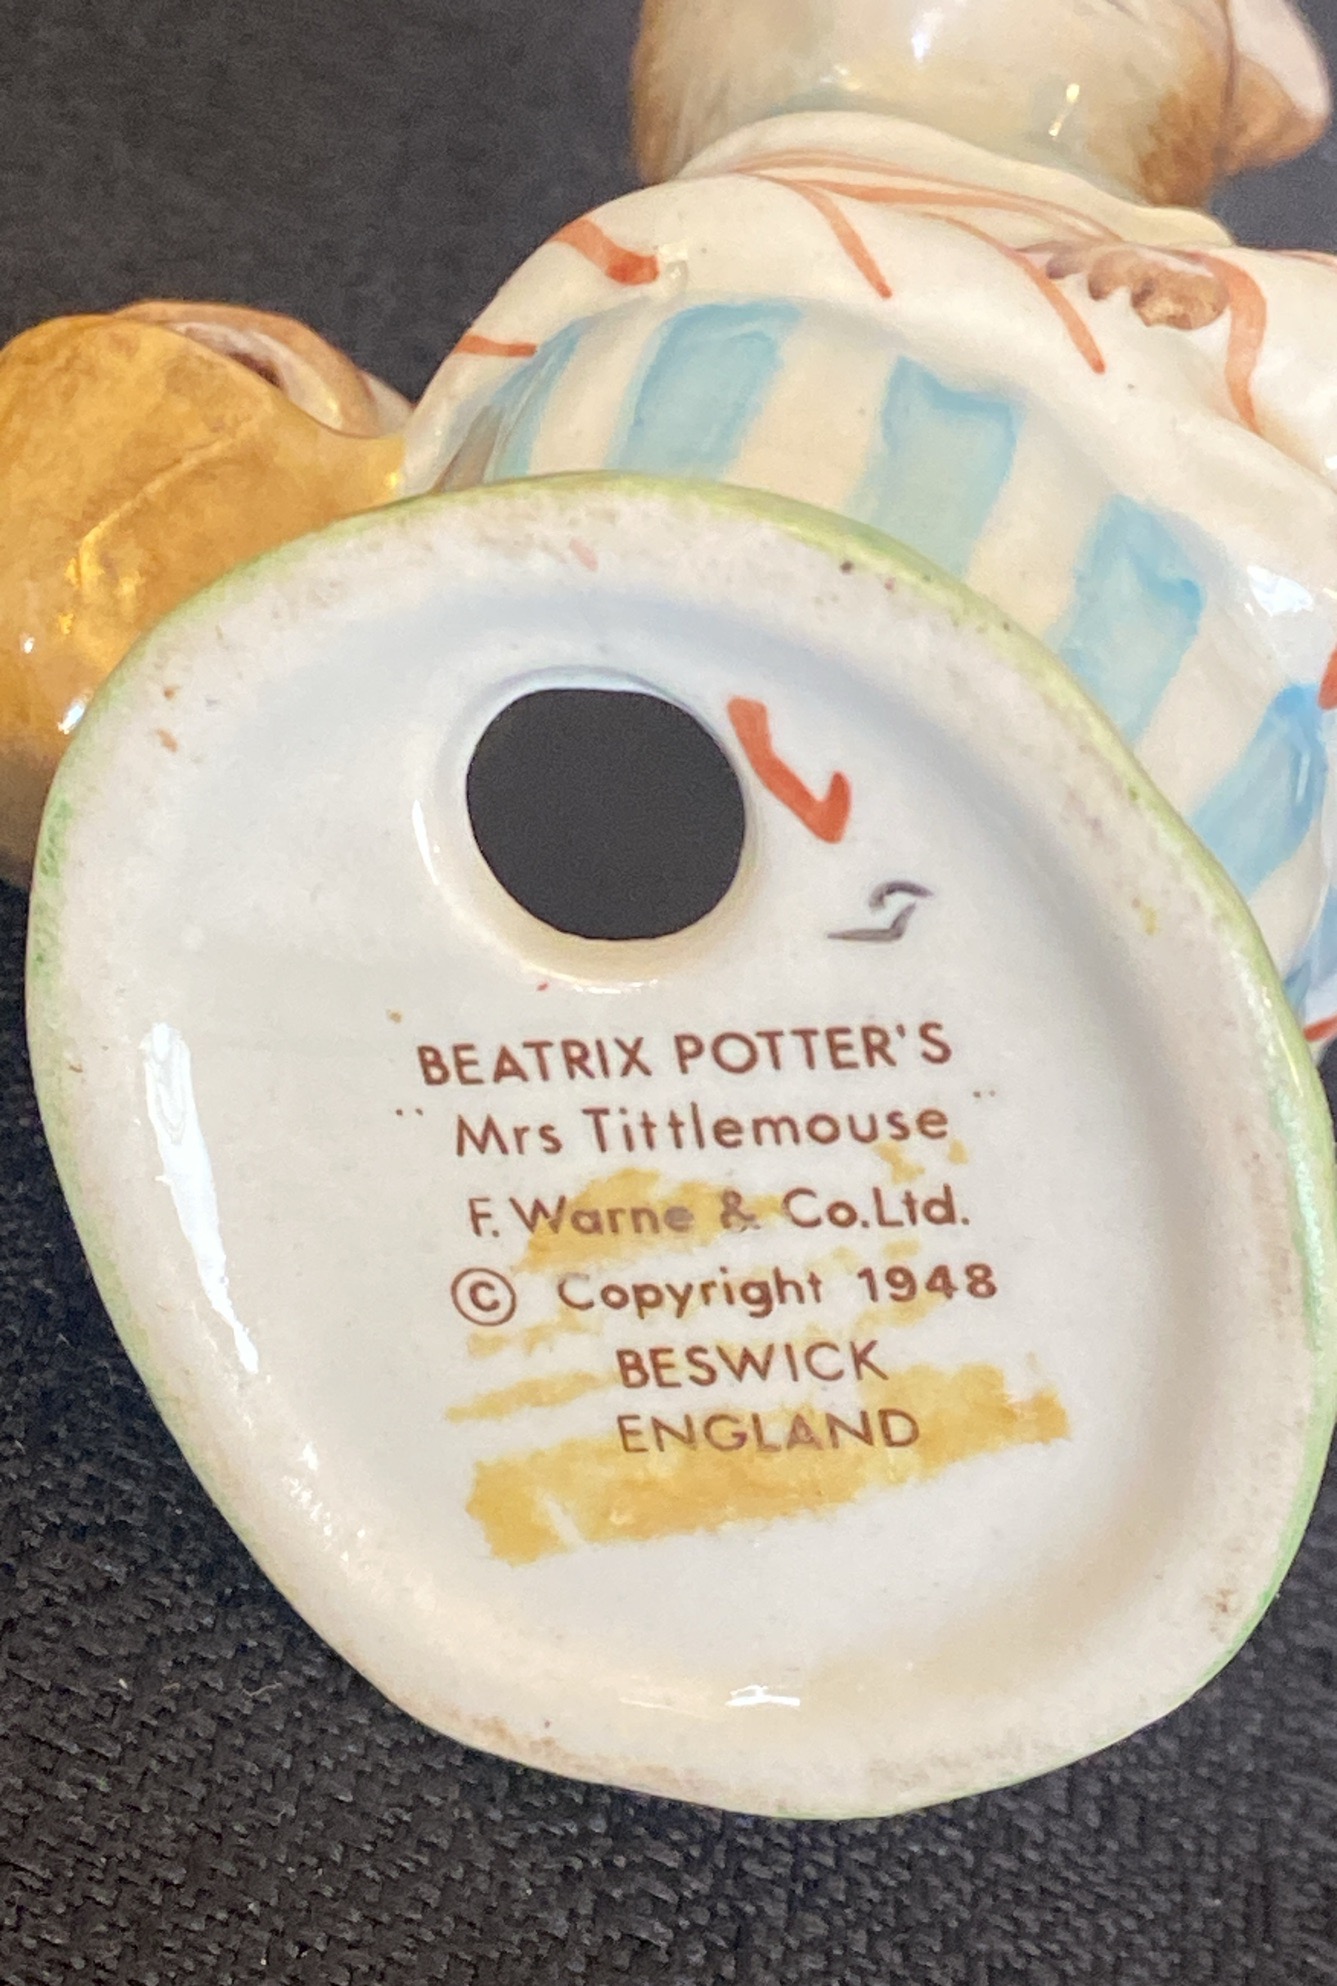 BEATRIX POTTER'S
"Mrs Tittlemouse"
F. Warne & Co.Ltd.
© Copyright 1948
BESWICK
ENGLAND